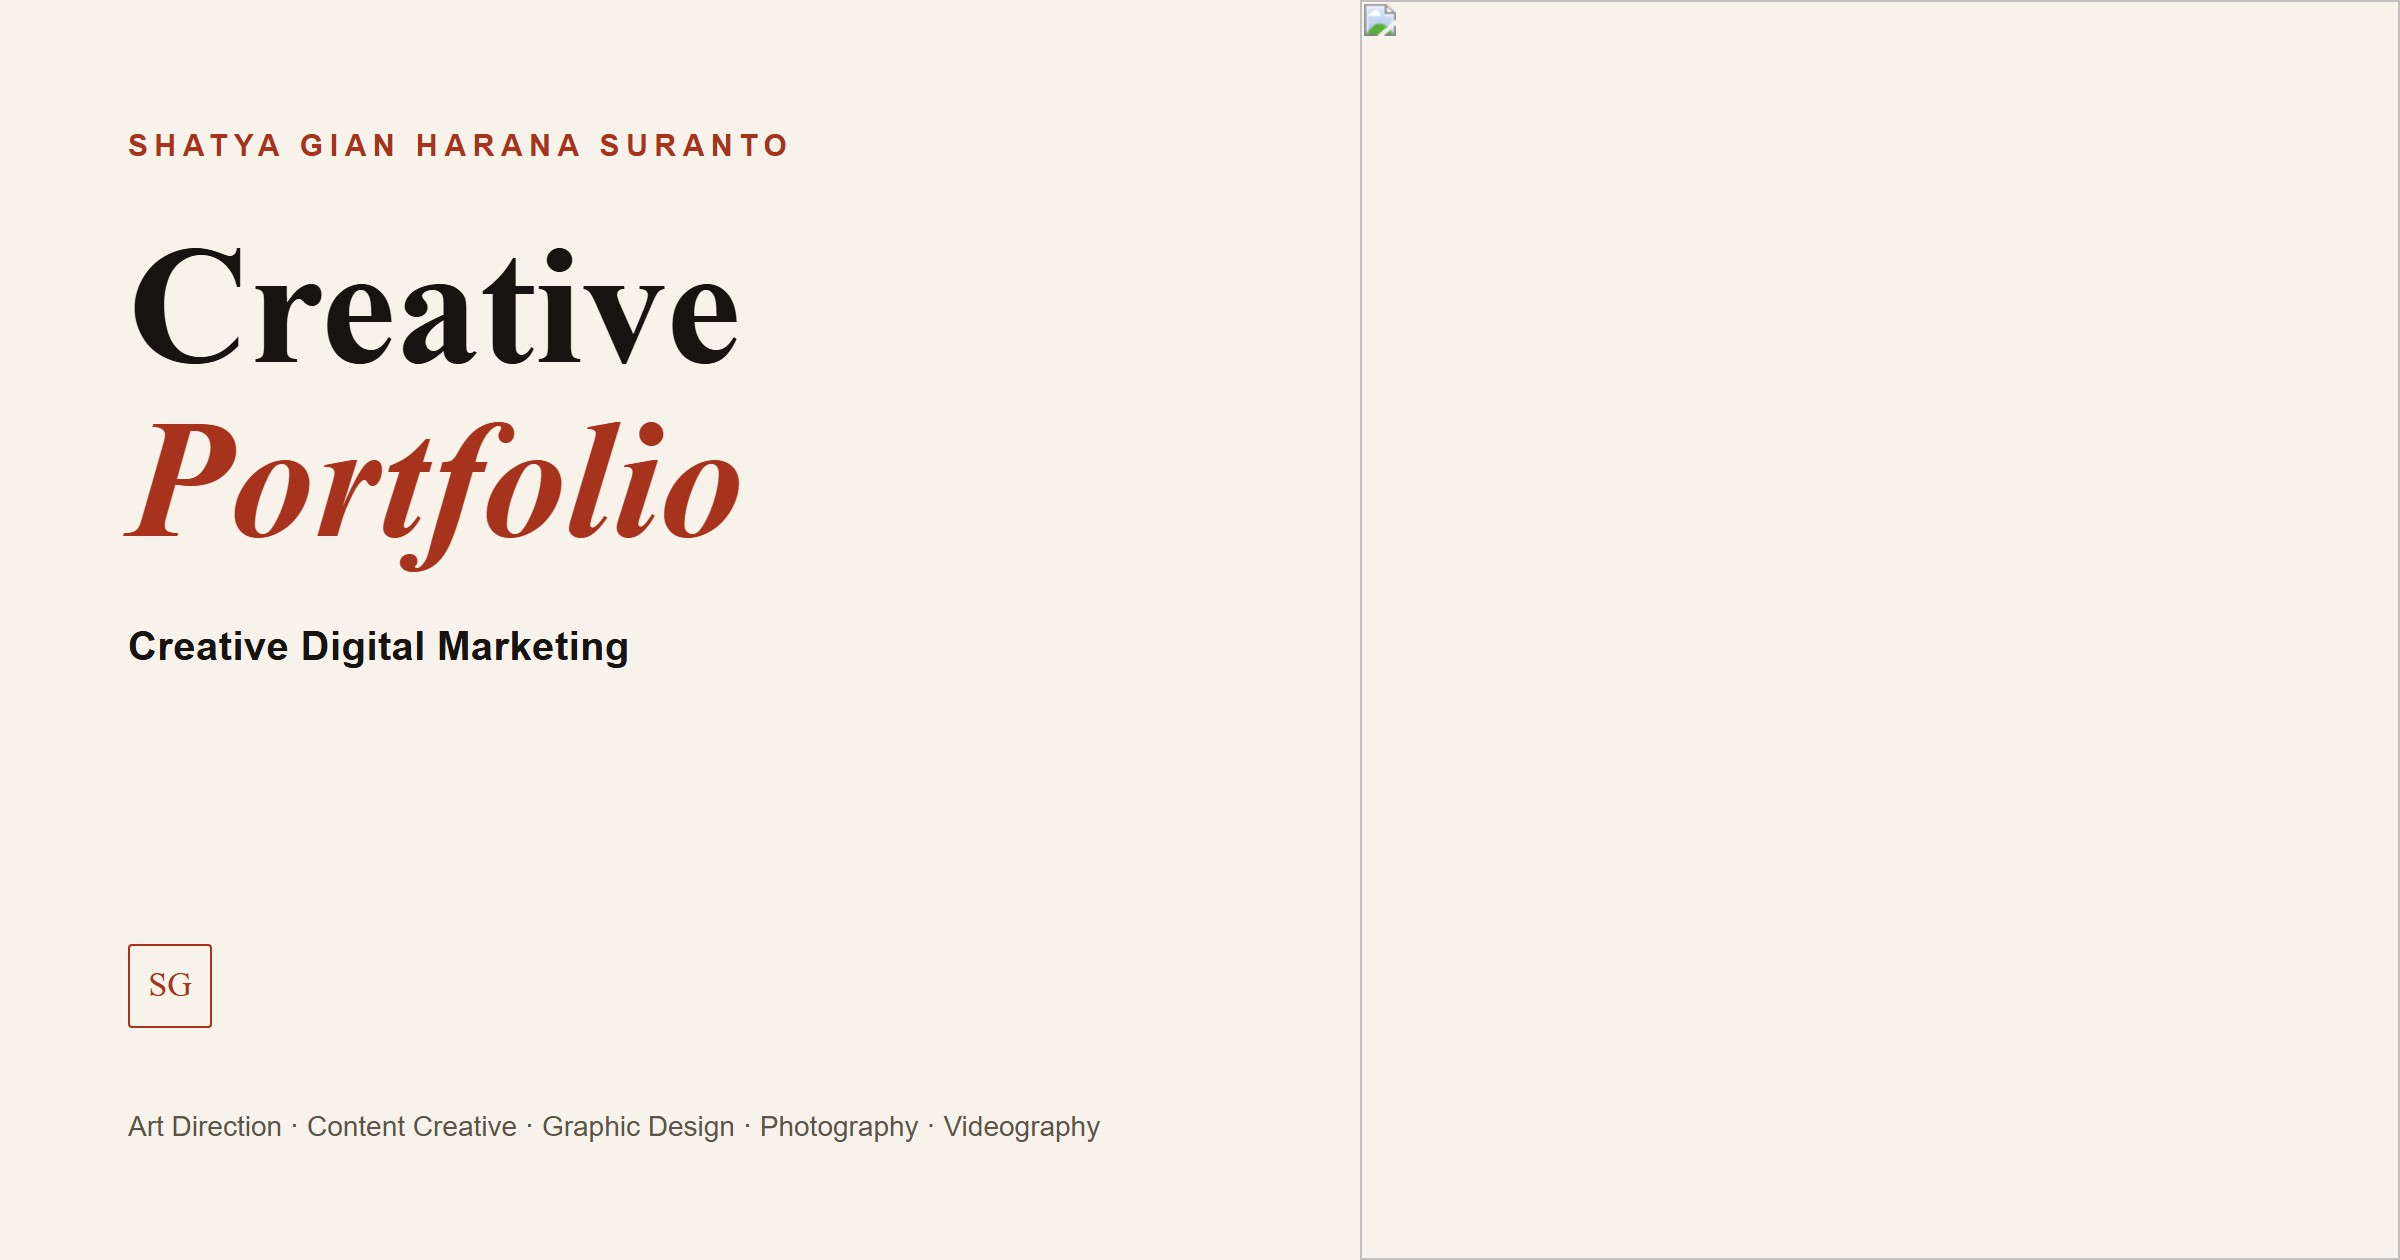 SHATYA GIAN HARANA SURANTO
Creative
Portfolio
Creative Digital Marketing
SG
Art Direction · Content Creative · Graphic Design · Photography · Videography